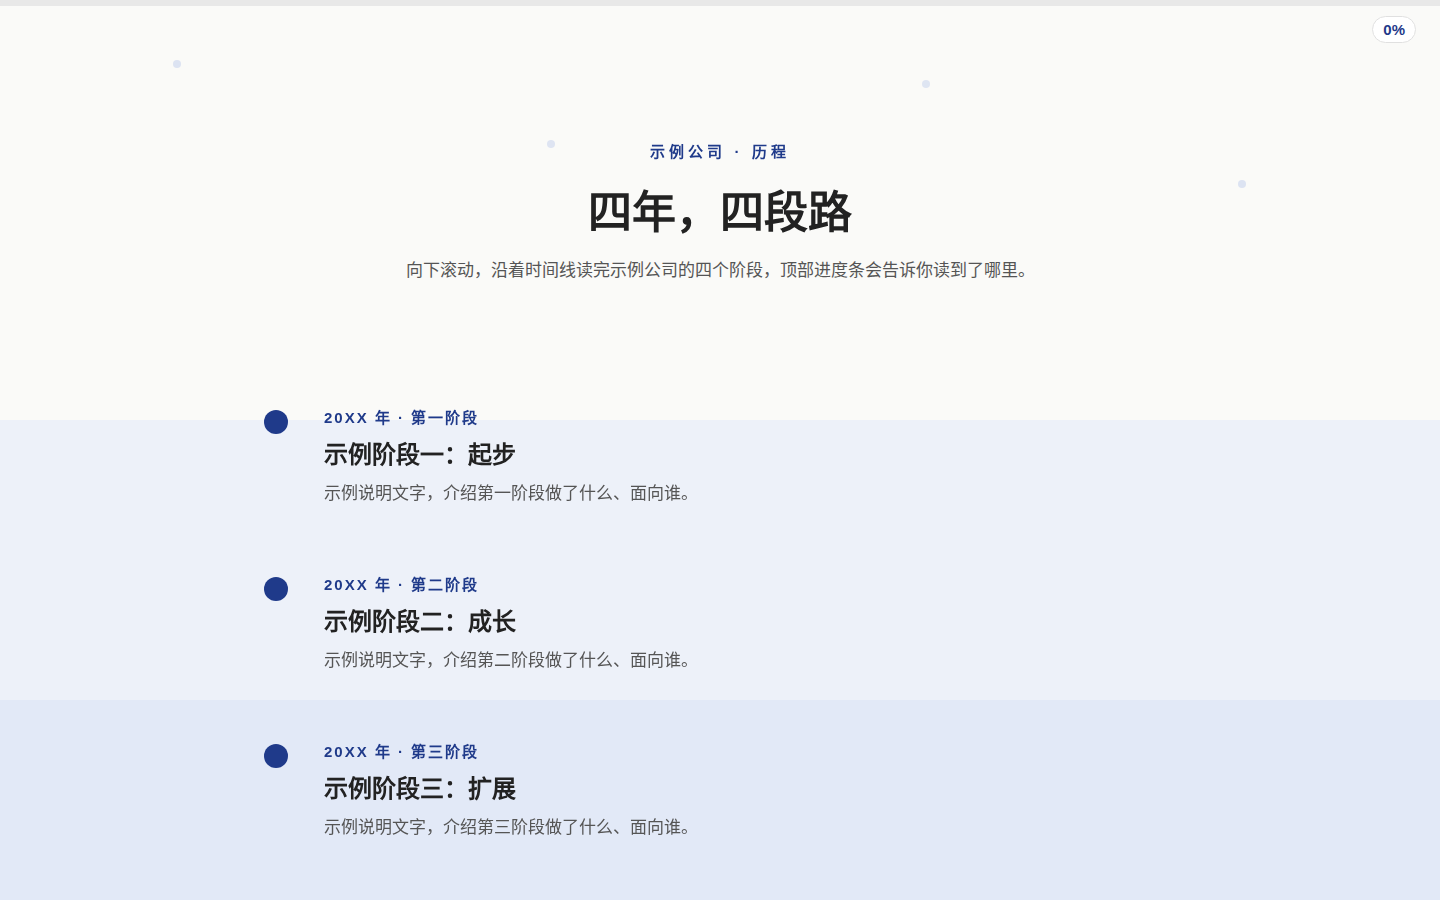 0%
示例公司 · 历程
四年，四段路
向下滚动，沿着时间线读完示例公司的四个阶段，顶部进度条会告诉你读到了哪里。
20XX 年 · 第一阶段
示例阶段一：起步
示例说明文字，介绍第一阶段做了什么、面向谁。
20XX 年 · 第二阶段
示例阶段二：成长
示例说明文字，介绍第二阶段做了什么、面向谁。
20XX 年 · 第三阶段
示例阶段三：扩展
示例说明文字，介绍第三阶段做了什么、面向谁。